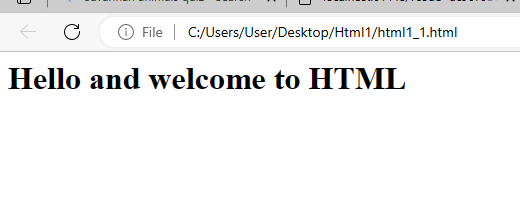 File
C:/Users/User/Desktop/Html1/html1_1.html
Hello and welcome to HTML